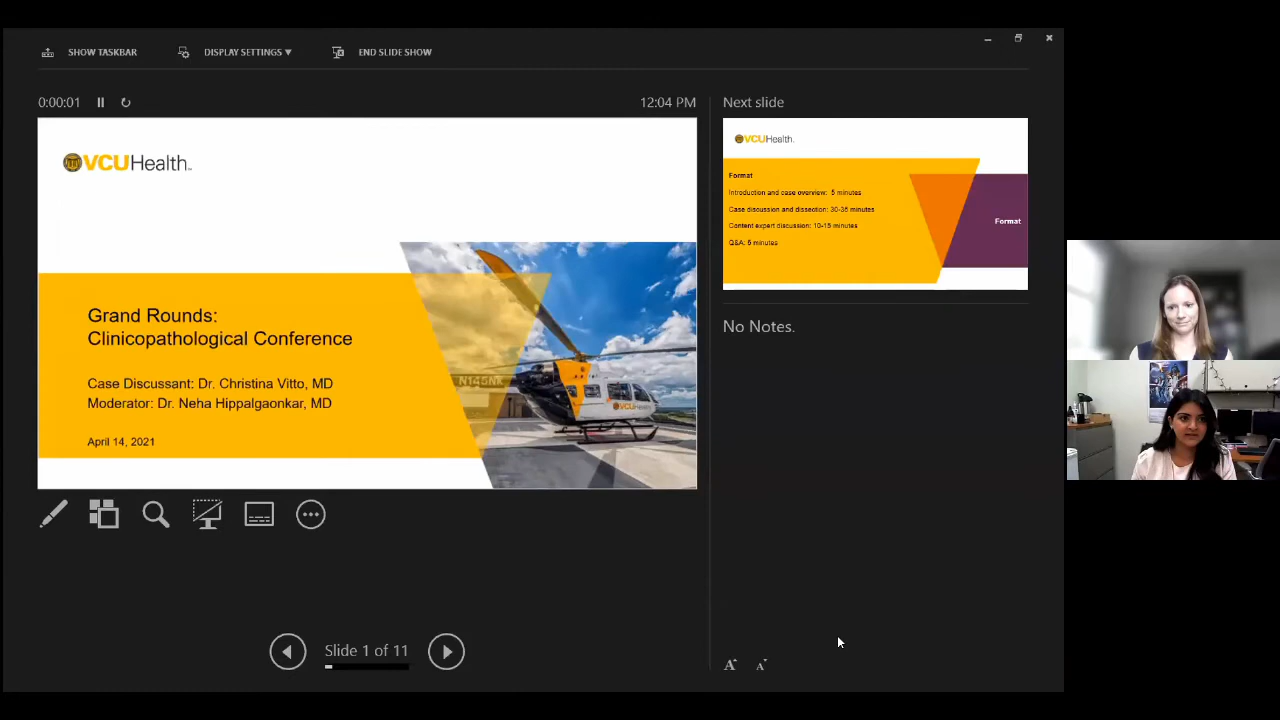 SHOW TASKBAR
DISPLAY SETTINGS ▼
END SLIDE SHOW
0:00:01
12:04 PM
VCUHealth™
Grand Rounds:
Clinicopathological Conference
Case Discussant: Dr. Christina Vitto, MD
Moderator: Dr. Neha Hippalgaonkar, MD
April 14, 2021
N145NK
VCUHealth
Slide 1 of 11
Next slide
VCUHealth.
Format
Introduction and case overview: 5 minutes
Case discussion and dissection: 30-35 minutes
Content expert discussion: 10-15 minutes
Q&A: 5 minutes
Format
No Notes.
A A